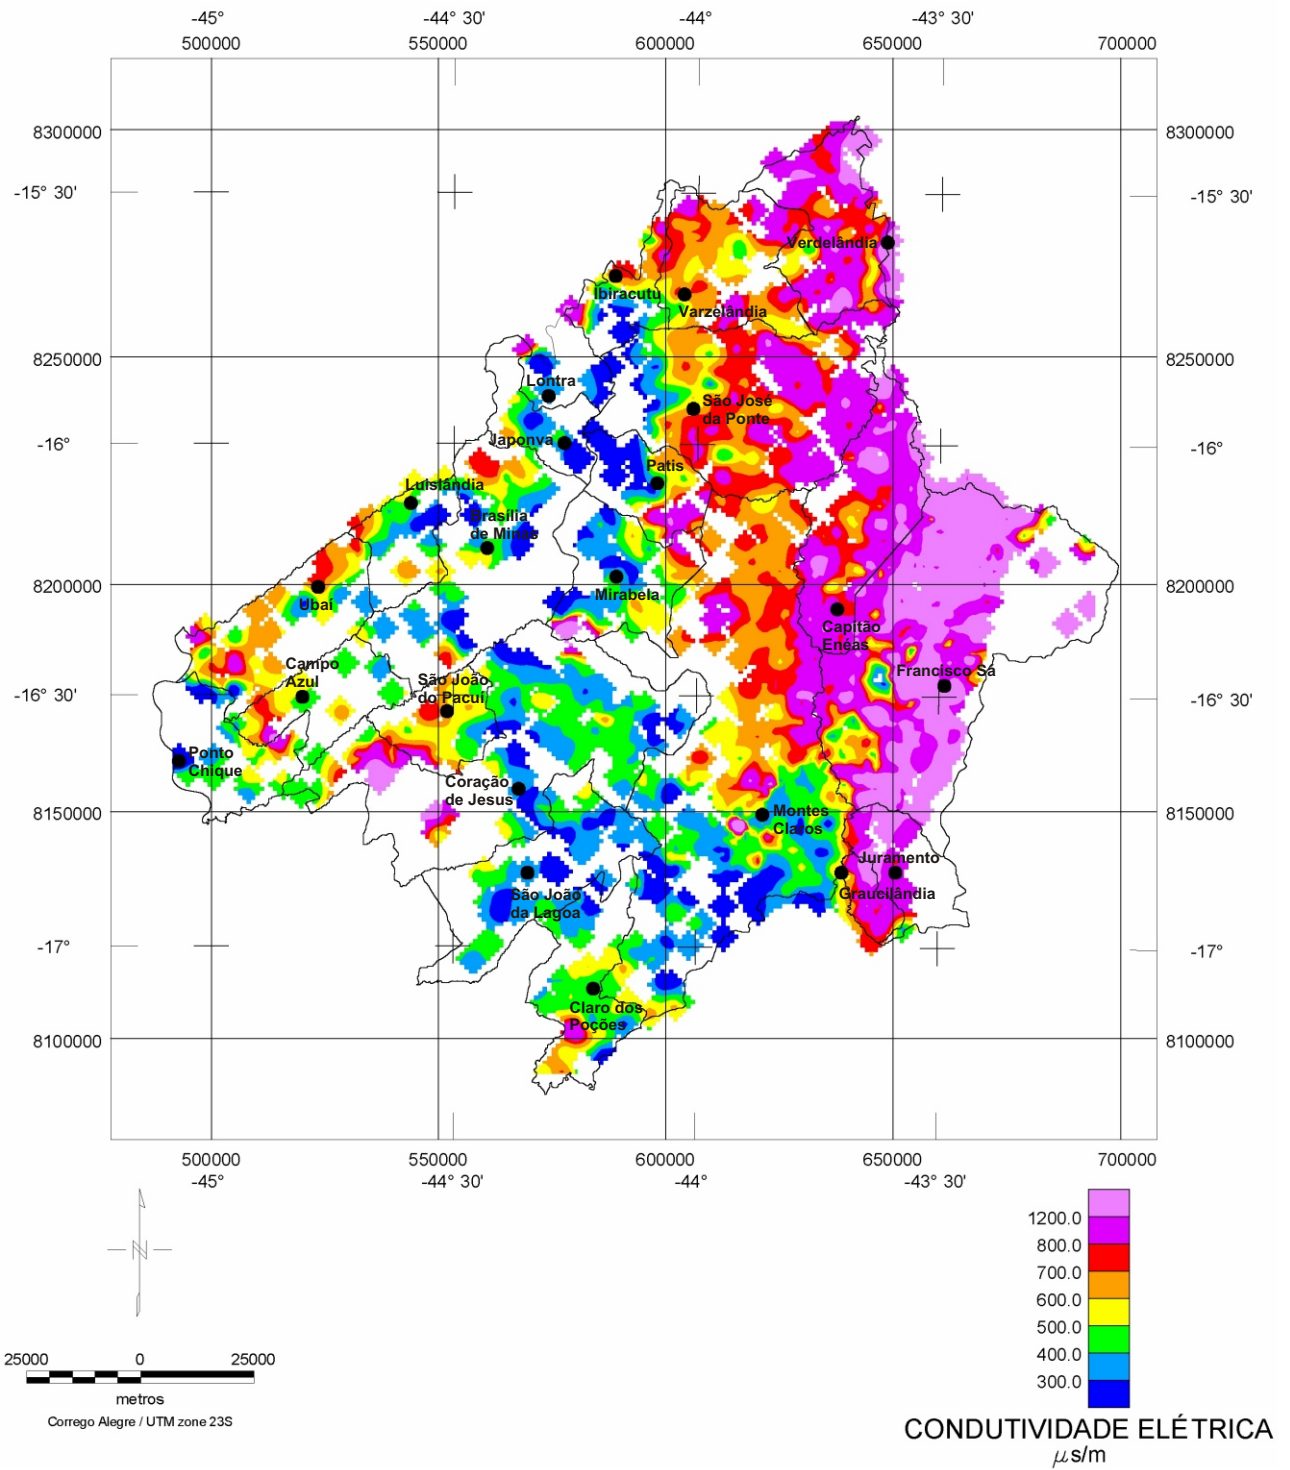 -45°
-44° 30'
-44°
-43° 30'
500000
550000
600000
650000
700000
8300000
8300000
-15° 30'
-15° 30'
Verdelândia
Ibiracutu
Varzelândia
8250000
8250000
Lontra
São José
da Ponte
Japonva
-16°
-16°
Patis
Luislândia
Brasília
de Minas
8200000
8200000
Ubaí
Mirabela
Capitão
Enéas
Campo
Azul
Francisco Sá
São João
do Pacuí
-16° 30'
-16° 30'
Ponto
Chique
Coração
de Jesus
8150000
8150000
Montes
Claros
Juramento
Graucilândia
São João
da Lagoa
-17°
-17°
Claro dos
Poções
8100000
8100000
500000
550000
600000
650000
700000
-45°
-44° 30'
-44°
-43° 30'
N
1200.0
800.0
700.0
600.0
500.0
400.0
300.0
25000
0
25000
metros
Corrego Alegre / UTM zone 23S
CONDUTIVIDADE ELÉTRICA
μs/m